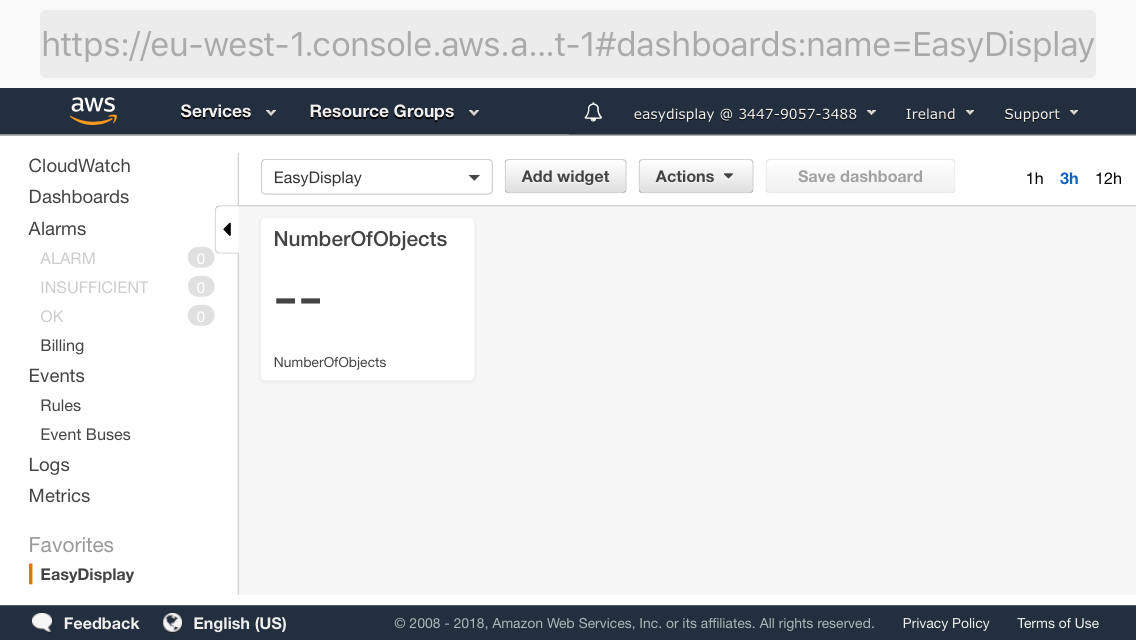 https://eu-west-1.console.aws.a...t-1#dashboards:name=EasyDisplay
aws Services Resource Groups easydisplay @ 3447-9057-3488 Ireland Support
CloudWatch
Dashboards
Alarms
ALARM 0
INSUFFICIENT 0
OK 0
Billing
Events
Rules
Event Buses
Logs
Metrics
Favorites
EasyDisplay
EasyDisplay Add widget Actions Save dashboard 1h 3h 12h
NumberOfObjects
--
NumberOfObjects
Feedback English (US) © 2008 - 2018, Amazon Web Services, Inc. or its affiliates. All rights reserved. Privacy Policy Terms of Use